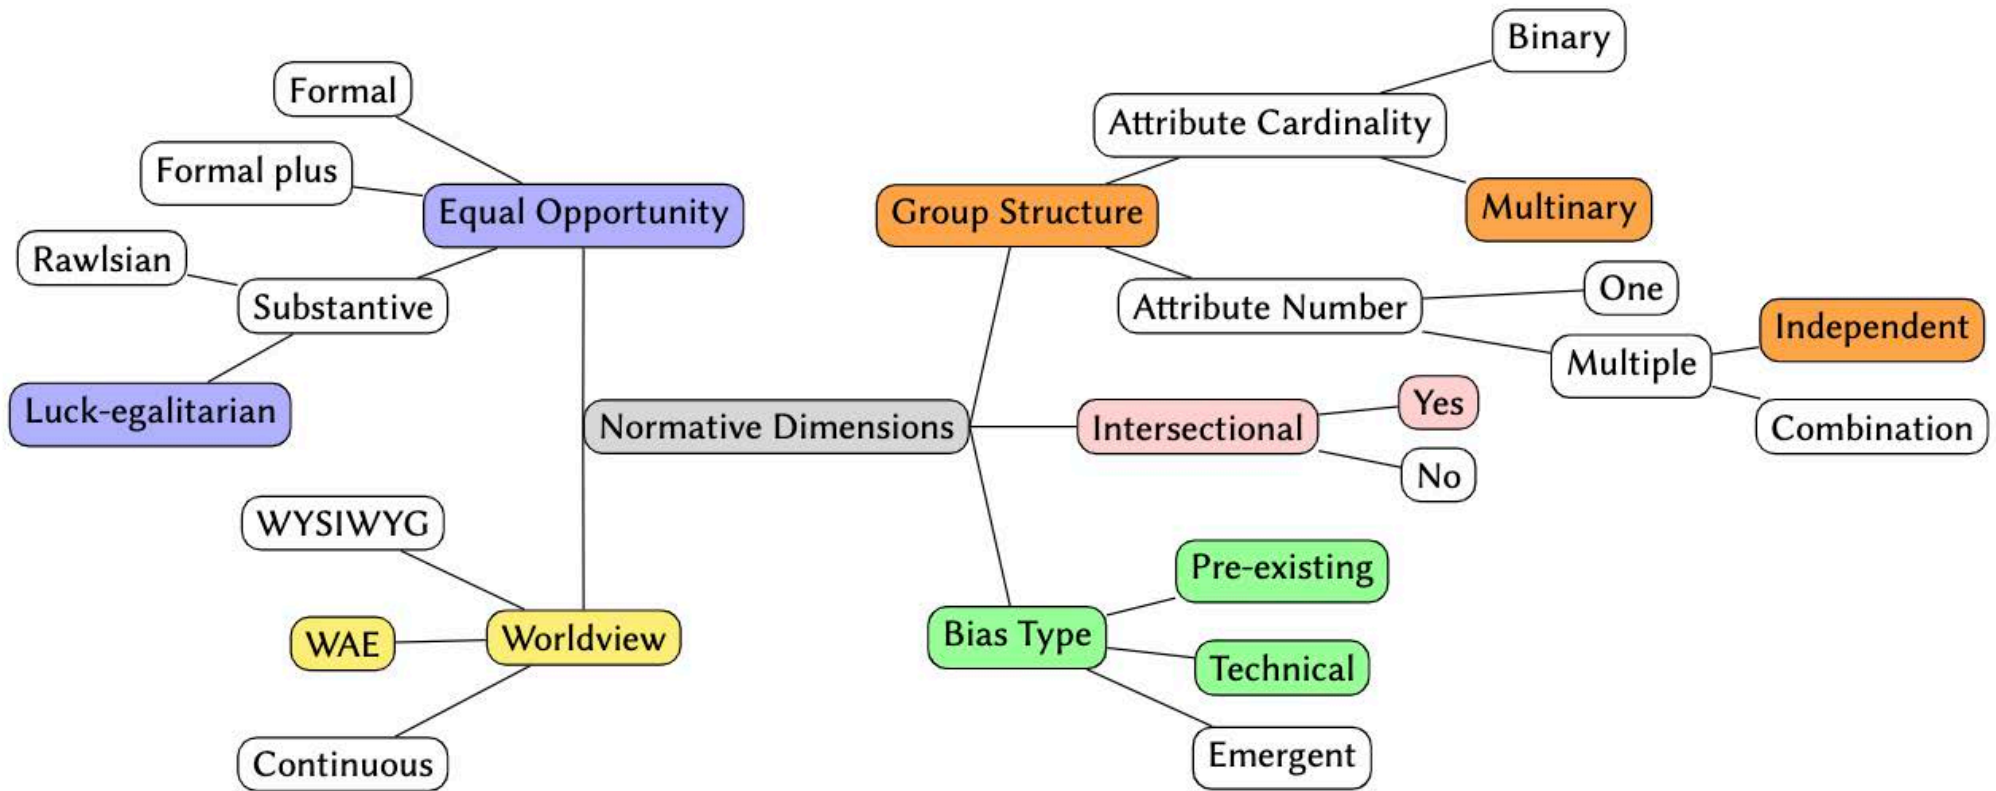 Binary
Formal
Attribute Cardinality
Formal plus
Equal Opportunity
Group Structure
Multinary
Rawlsian
Substantive
Attribute Number
One
Independent
Multiple
Luck-egalitarian
Normative Dimensions
Intersectional
Yes
Combination
No
WYSIWYG
Pre-existing
WAE
Worldview
Bias Type
Technical
Continuous
Emergent